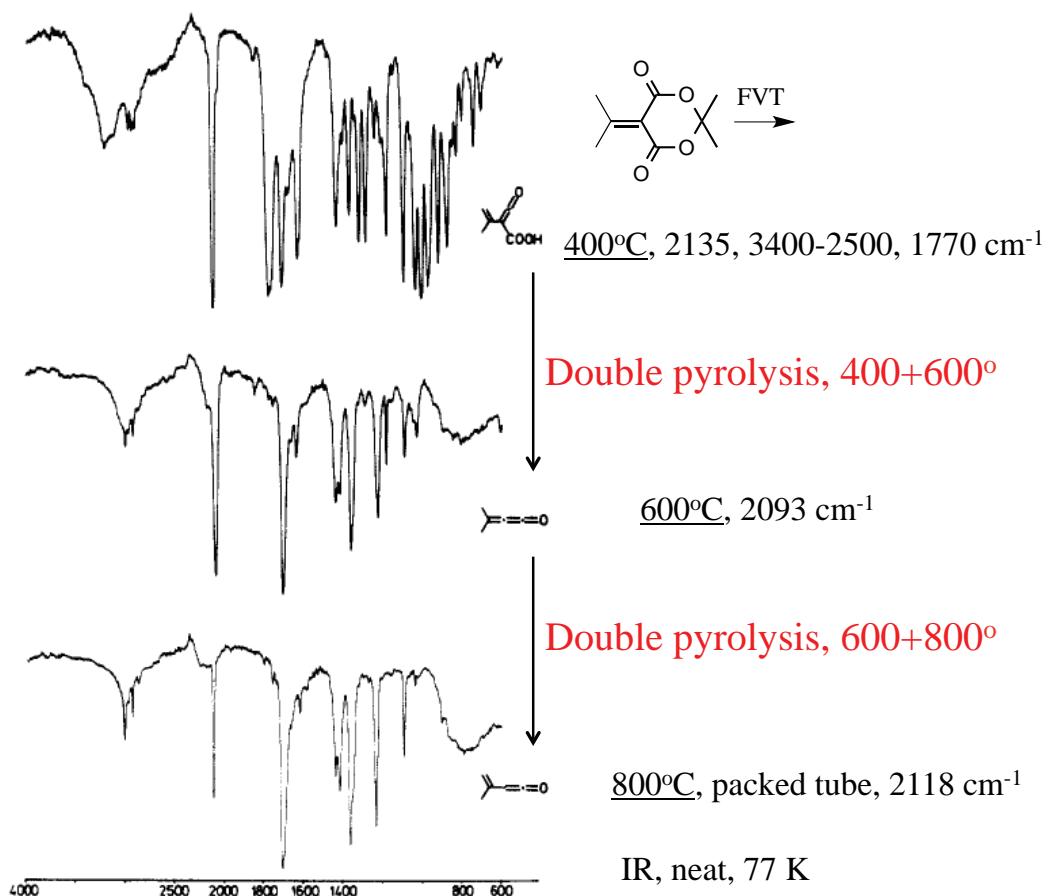 O
O
O
O
FVT
O
COOH
400°C, 2135, 3400-2500, 1770 cm-1
Double pyrolysis, 400+600°
O
600°C, 2093 cm-1
Double pyrolysis, 600+800°
O
800°C, packed tube, 2118 cm-1
IR, neat, 77 K
4000 2500 2000 1800 1600 1400 800 600